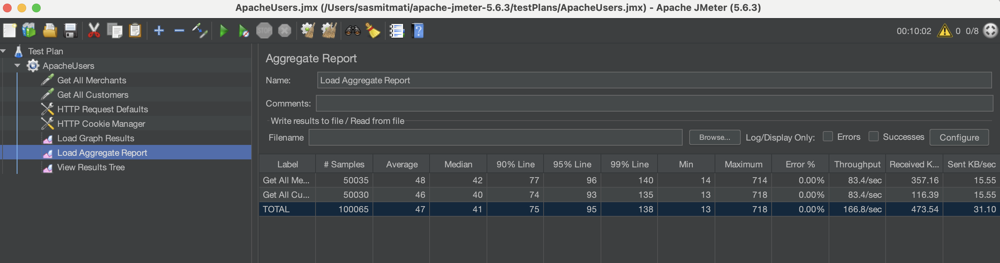 ApacheUsers.jmx (/Users/sasmitmati/apache-jmeter-5.6.3/testPlans/ApacheUsers.jmx) - Apache JMeter (5.6.3)
STOP
?
00:10:02 0 0/8
Test Plan
ApacheUsers
Get All Merchants
Get All Customers
HTTP Request Defaults
HTTP Cookie Manager
Load Graph Results
Load Aggregate Report
View Results Tree
Aggregate Report
Name: Load Aggregate Report
Comments:
Write results to file / Read from file
Filename Browse... Log/Display Only: Errors Successes Configure
Label # Samples Average Median 90% Line 95% Line 99% Line Min Maximum Error % Throughput Received K... Sent KB/sec
Get All Me... 50035 48 42 77 96 140 14 714 0.00% 83.4/sec 357.16 15.55
Get All Cu... 50030 46 40 74 93 135 13 718 0.00% 83.4/sec 116.39 15.55
TOTAL 100065 47 41 75 95 138 13 718 0.00% 166.8/sec 473.54 31.10